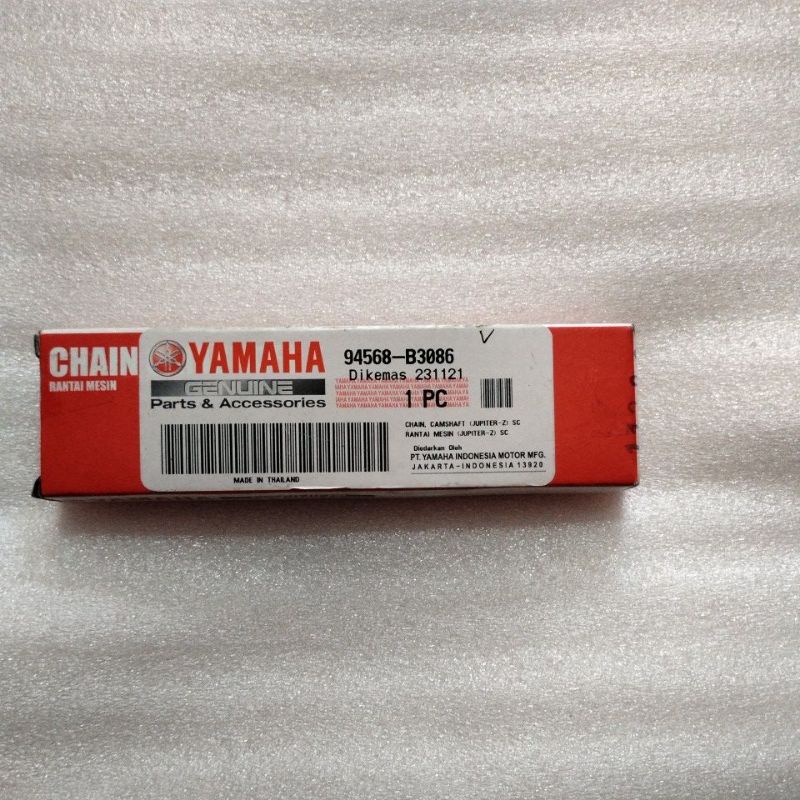 CHAIN
RANTAI MESIN
YAMAHA
GENUINE
Parts & Accessories
MADE IN THAILAND
94568-B3086
Dikemas 231121
1 PC
CHAIN, CAMSHAFT (JUPITER-Z) SC
RANTAI MESIN (JUPITER-Z) SC
Diedarkan Oleh
PT. YAMAHA INDONESIA MOTOR MFG.
JAKARTA-INDONESIA 13920